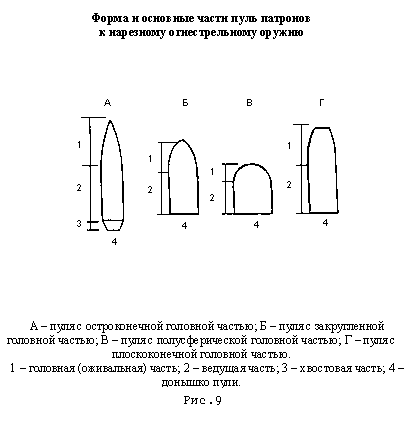 Форма и основные части пуль патронов
к нарезному огнестрельному оружию
А Б В Г
1 1 1 1
2 2 2 2
3
4 4 4 4
А – пуля с остроконечной головной частью; Б – пуля с закругленной
головной частью; В – пуля с полусферической головной частью; Г – пуля с
плоскоконечной головной частью.
1 – головная (оживальная) часть; 2 – ведущая часть; 3 – хвостовая часть; 4 –
донышко пули.
Рис.9